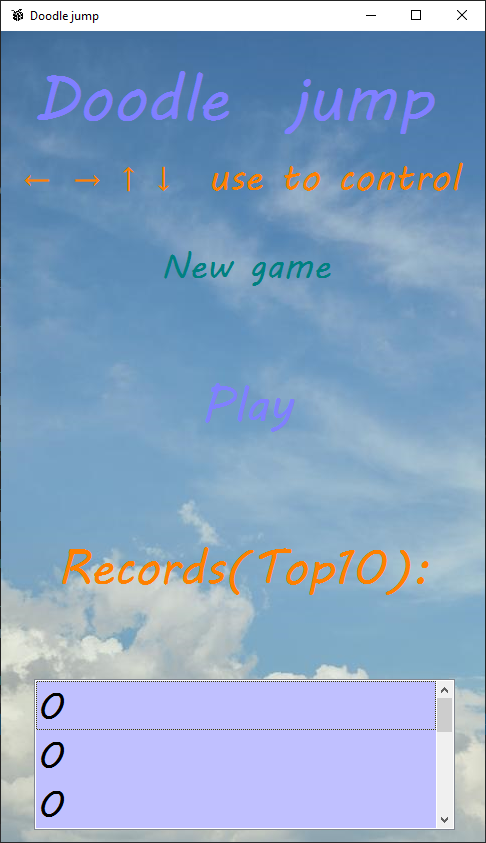 Doodle jump
Doodle jump
← → ↑ ↓ use to control
New game
Play
Records(Top10):
0
0
0